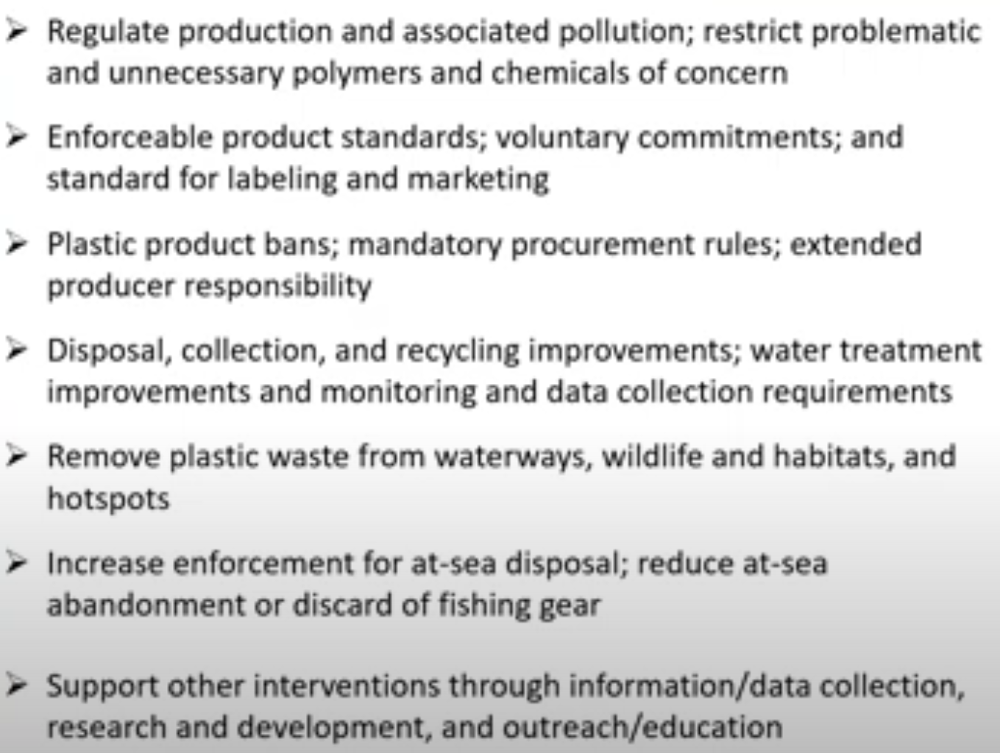 ➤ Regulate production and associated pollution; restrict problematic
and unnecessary polymers and chemicals of concern
➤ Enforceable product standards; voluntary commitments; and
standard for labeling and marketing
➤ Plastic product bans; mandatory procurement rules; extended
producer responsibility
➤ Disposal, collection, and recycling improvements; water treatment
improvements and monitoring and data collection requirements
➤ Remove plastic waste from waterways, wildlife and habitats, and
hotspots
➤ Increase enforcement for at-sea disposal; reduce at-sea
abandonment or discard of fishing gear
➤ Support other interventions through information/data collection,
research and development, and outreach/education